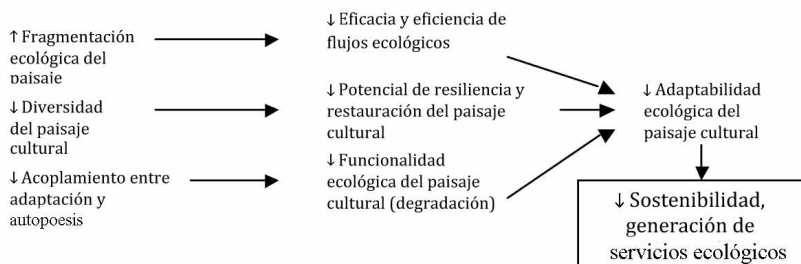 ↑ Fragmentación
ecológica del
paisaje
↓ Diversidad
del paisaje
cultural
↓ Acoplamiento entre
adaptación y
autopoesis
↓ Eficacia y eficiencia de
flujos ecológicos
↓ Potencial de resiliencia y
restauración del paisaje
cultural
↓ Funcionalidad
ecológica del paisaje
cultural (degradación)
↓ Adaptabilidad
ecológica del
paisaje cultural
↓ Sostenibilidad,
generación de
servicios ecológicos